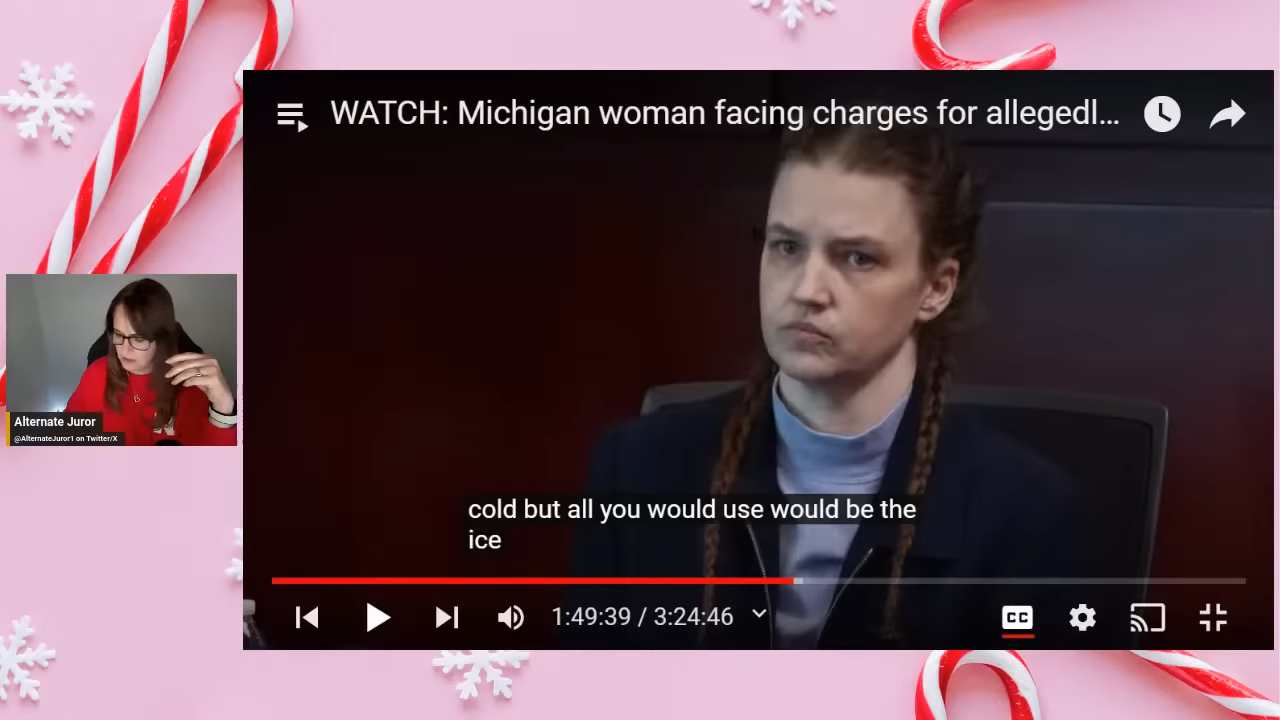 WATCH: Michigan woman facing charges for allegedl...
Alternate Juror
@AlternateJuror1 on Twitter/X
cold but all you would use would be the
ice
1:49:39 / 3:24:46
CC